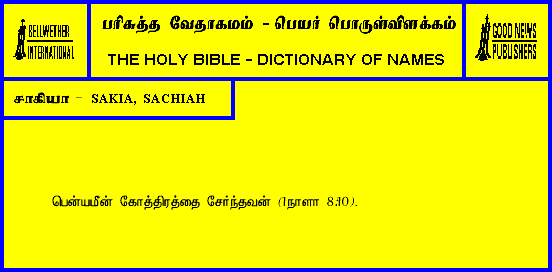 BELLWETHER
INTERNATIONAL
பரிசுத்த வேதாகமம் - பெயர் பொருள்விளக்கம்
THE HOLY BIBLE - DICTIONARY OF NAMES
GOOD NEWS
PUBLISHERS
சாகியா - SAKIA, SACHIAH
பென்யமீன் கோத்திரத்தை சேர்ந்தவன் (1நாளா 8:10).